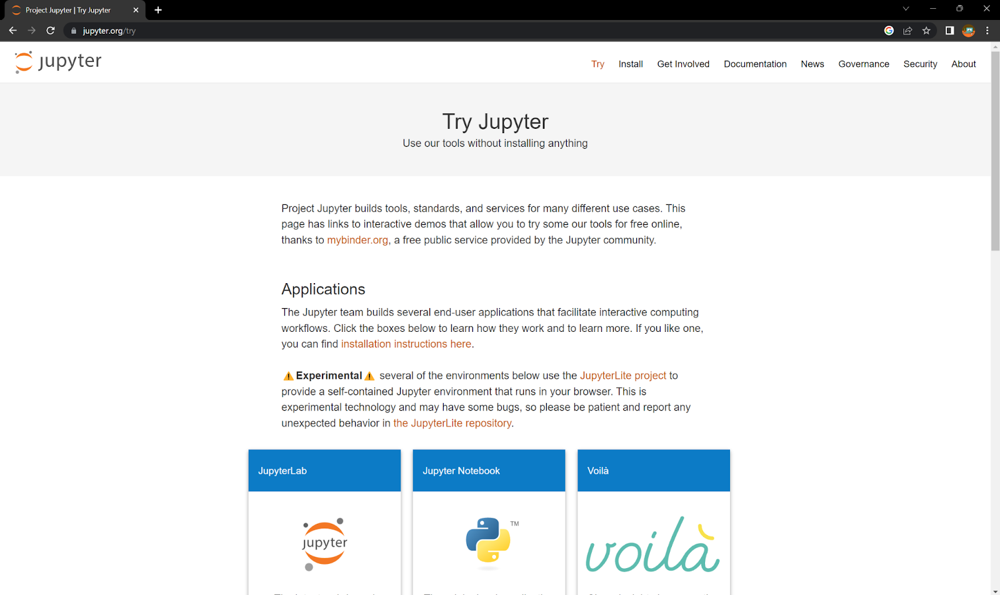 Project Jupyter | Try Jupyter
jupyter.org/try
jupyter
Try Install Get Involved Documentation News Governance Security About
Try Jupyter
Use our tools without installing anything
Project Jupyter builds tools, standards, and services for many different use cases. This
page has links to interactive demos that allow you to try some our tools for free online,
thanks to mybinder.org, a free public service provided by the Jupyter community.
Applications
The Jupyter team builds several end-user applications that facilitate interactive computing
workflows. Click the boxes below to learn how they work and to learn more. If you like one,
you can find installation instructions here.
⚠️Experimental⚠️ several of the environments below use the JupyterLite project to
provide a self-contained Jupyter environment that runs in your browser. This is
experimental technology and may have some bugs, so please be patient and report any
unexpected behavior in the JupyterLite repository.
JupyterLab
Jupyter Notebook
Voilà
jupyter
TM
voilà